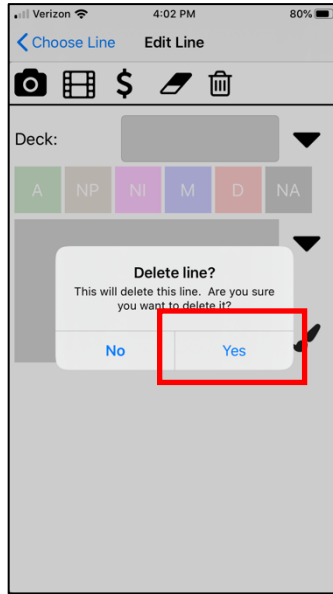 Verizon 4:02 PM 80%
Choose Line Edit Line
$
Deck:
A NP NI M D NA
Delete line?
This will delete this line. Are you sure
you want to delete it?
No Yes